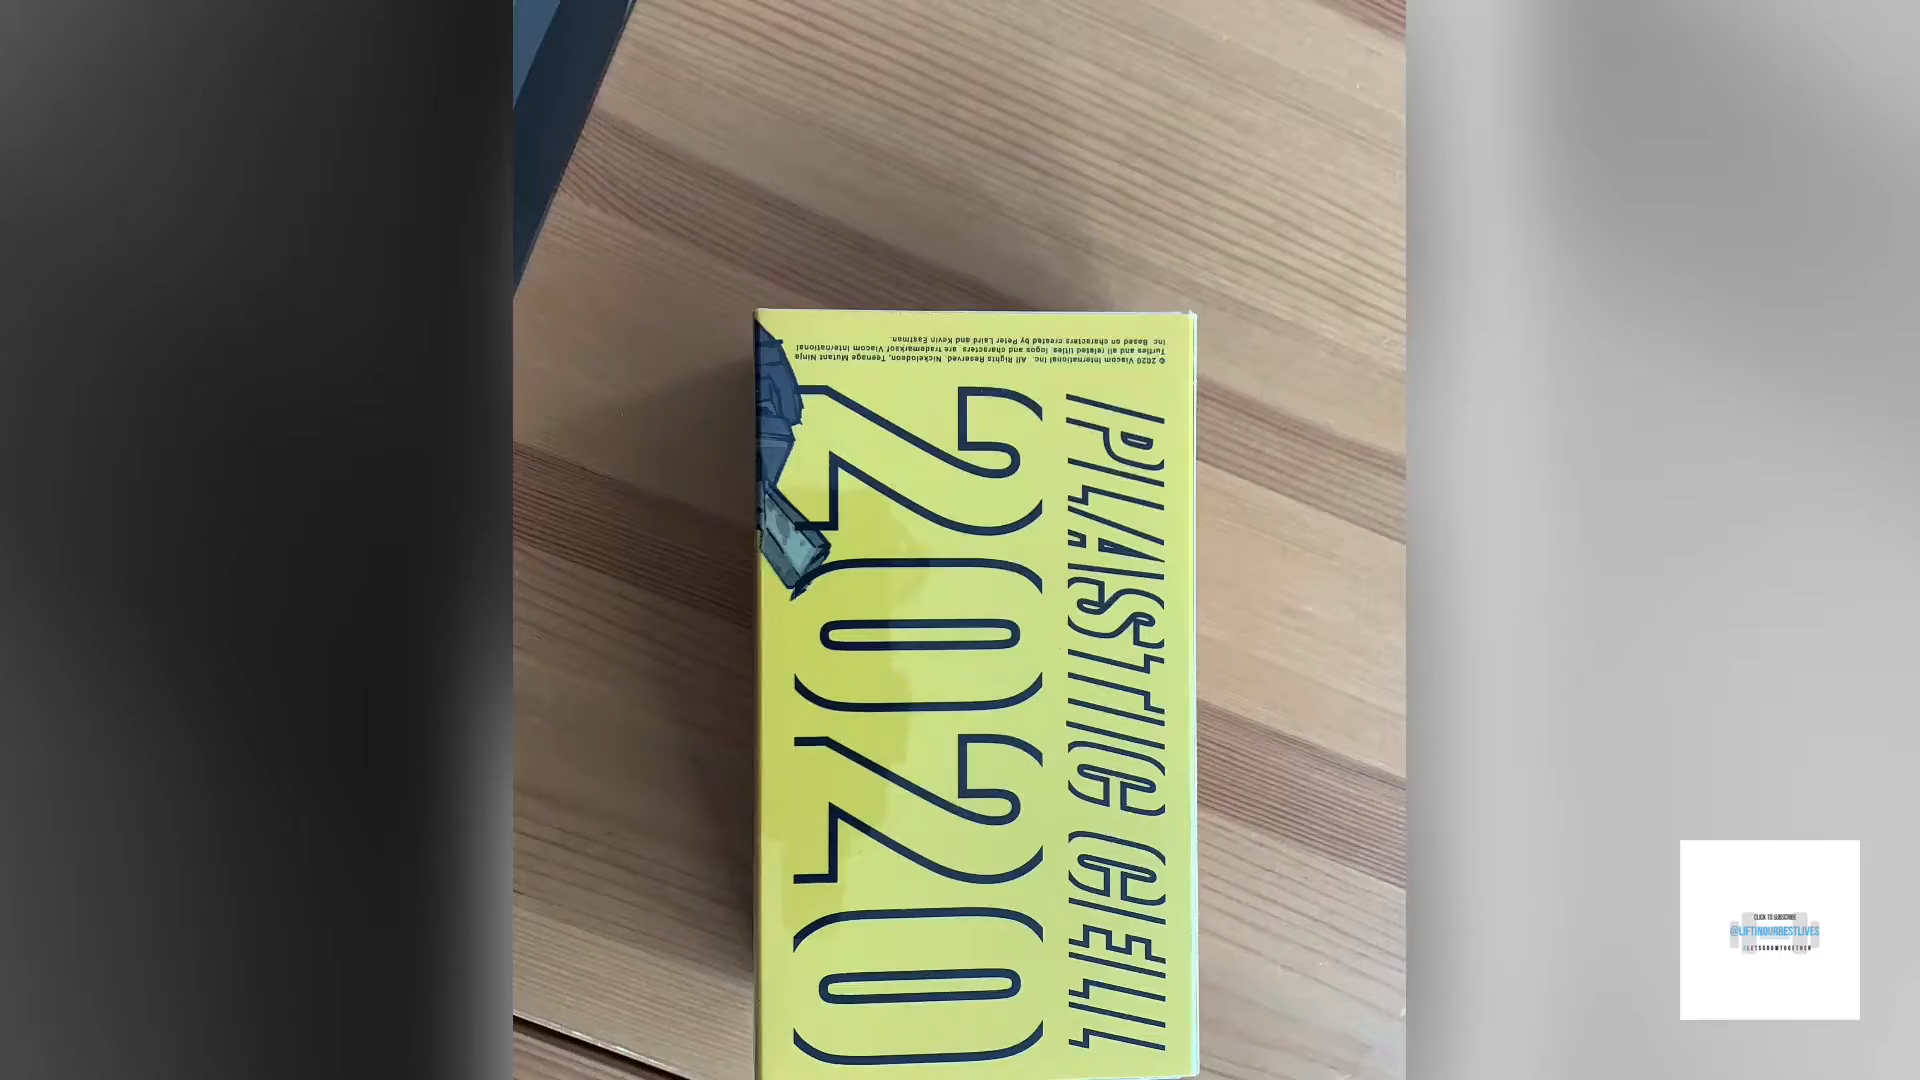 PLASTIC CELL
2020
© 2020 Viacom International Inc. All Rights Reserved. Nickelodeon, Teenage Mutant Ninja
Turtles and all related titles, logos and characters are trademarksof Viacom International
Inc. Based on characters created by Peter Laird and Kevin Eastman.
CLICK TO SUBSCRIBE
@LIFTINOURBESTLIVES
#LETSGROWTOGETHER